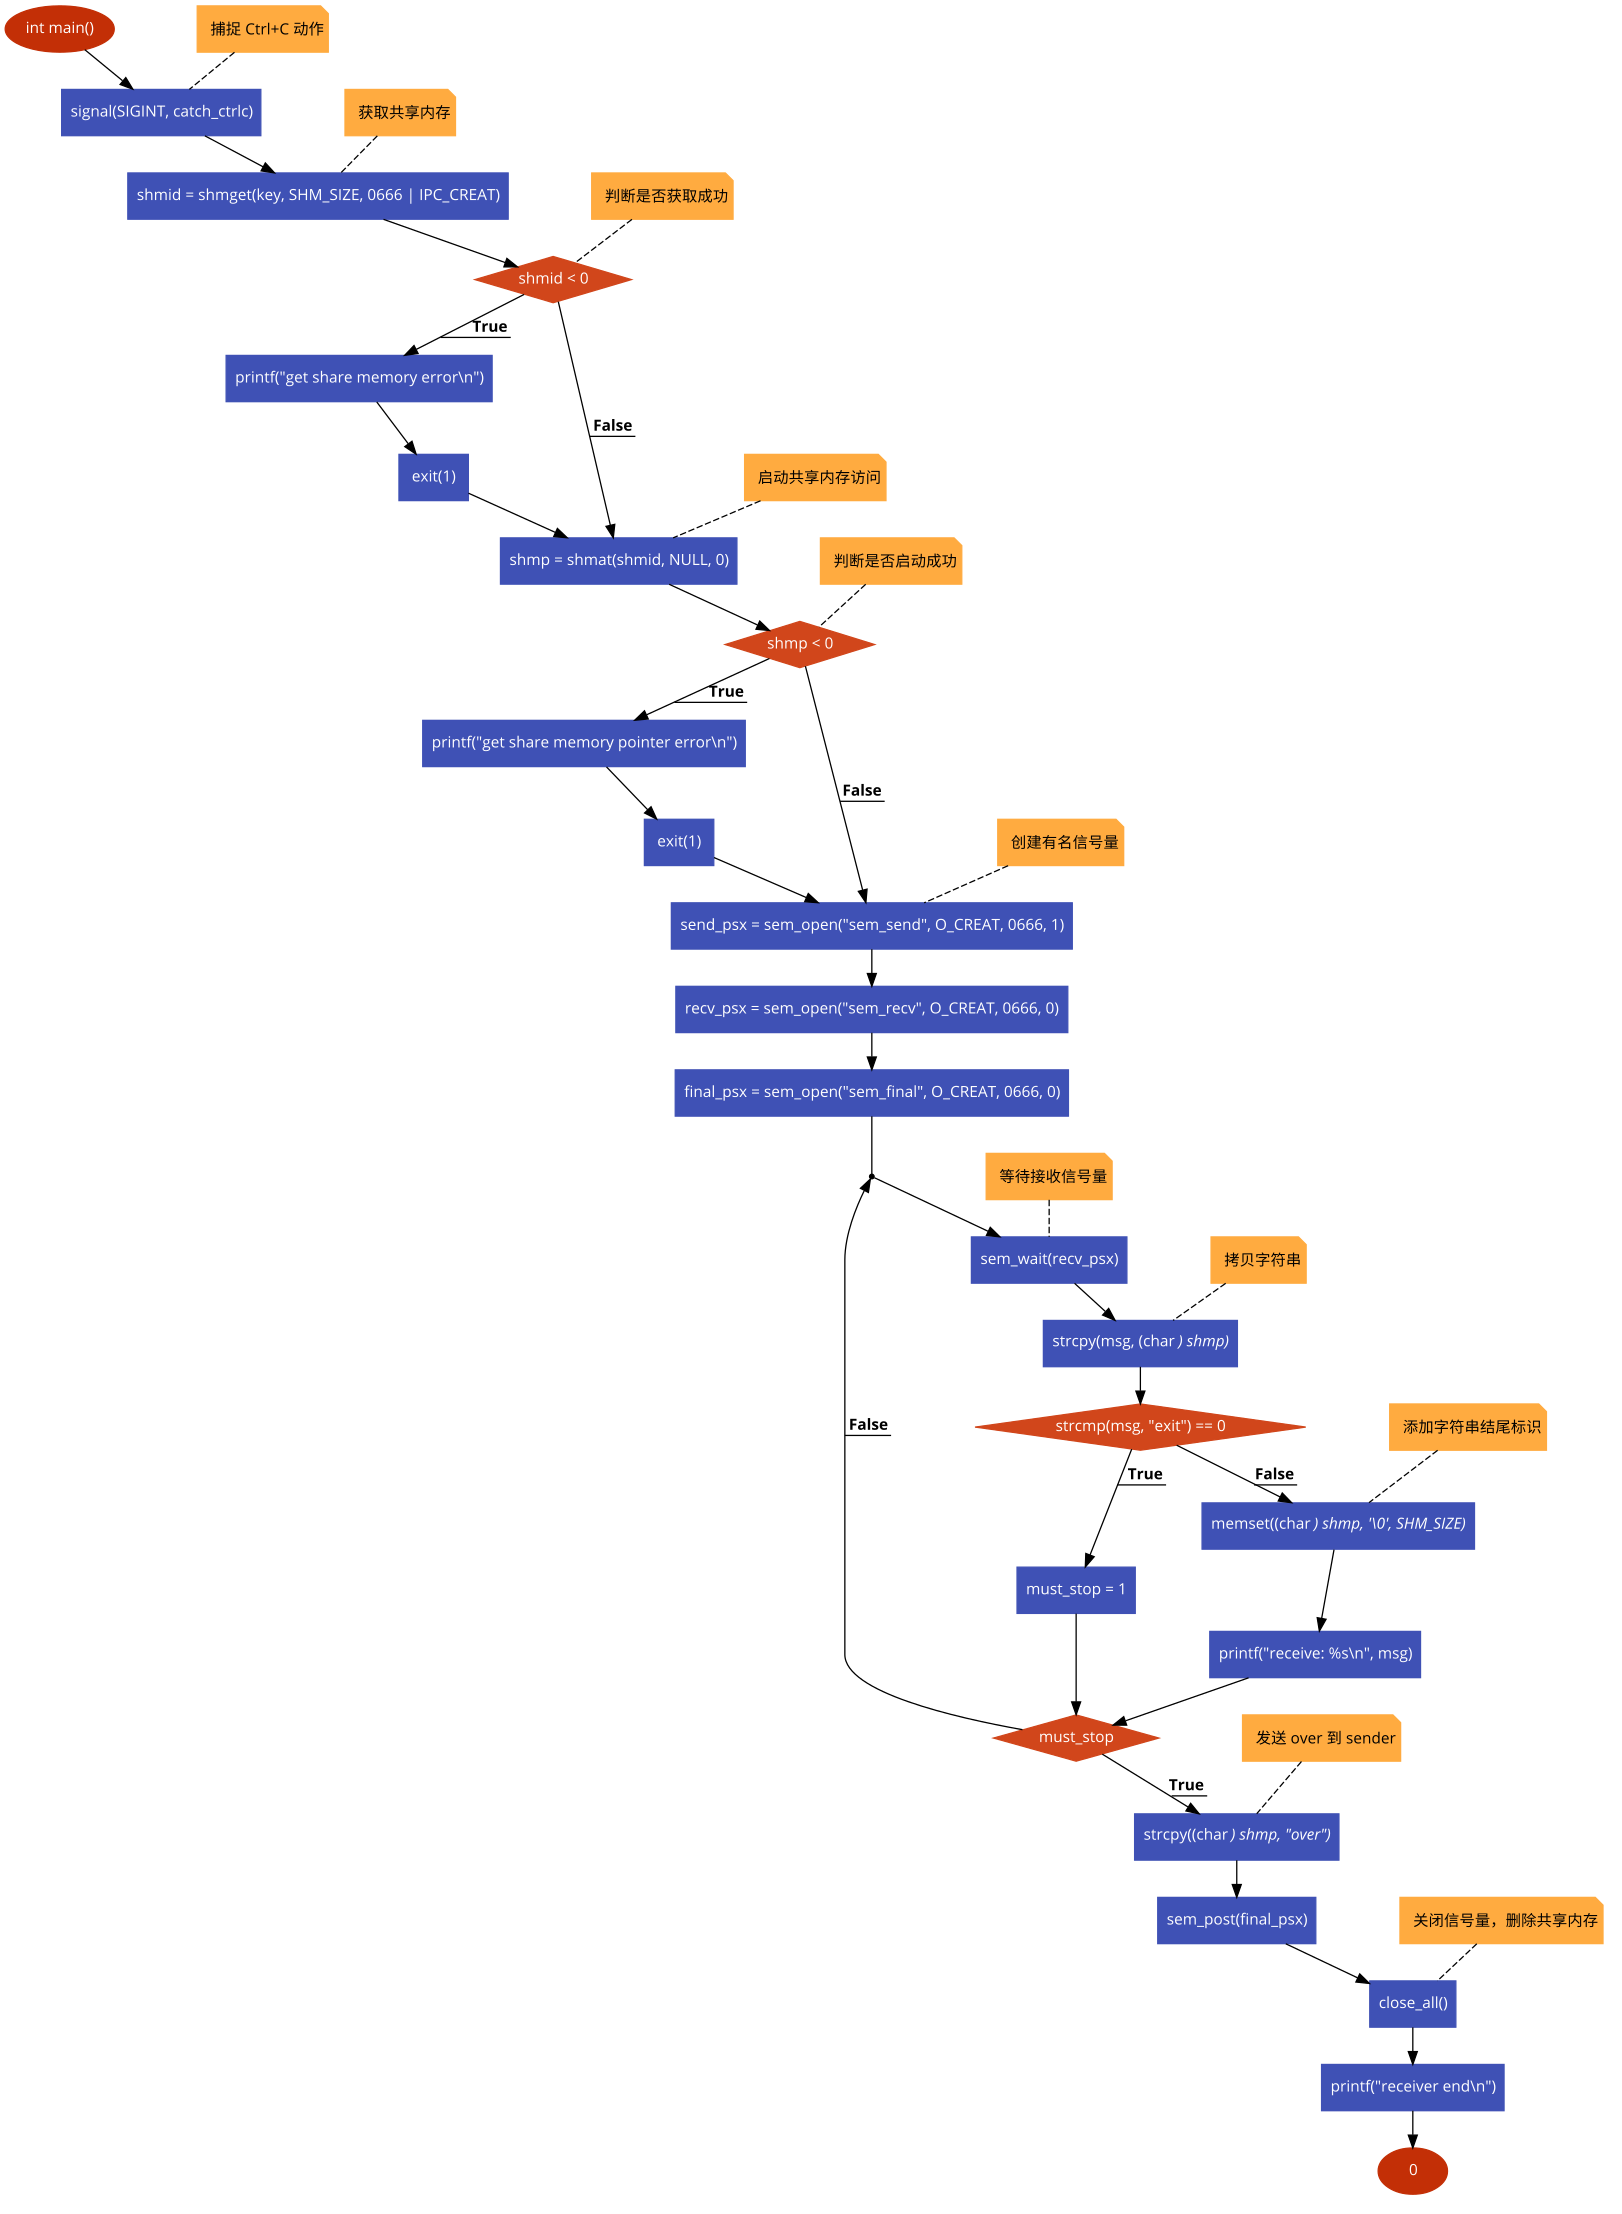 int main()
捕捉 Ctrl+C 动作
signal(SIGINT, catch_ctrlc)
获取共享内存
shmid = shmget(key, SHM_SIZE, 0666 | IPC_CREAT)
判断是否获取成功
shmid < 0
True
printf("get share memory error\n")
False
exit(1)
启动共享内存访问
shmp = shmat(shmid, NULL, 0)
判断是否启动成功
shmp < 0
True
printf("get share memory pointer error\n")
False
exit(1)
创建有名信号量
send_psx = sem_open("sem_send", O_CREAT, 0666, 1)
recv_psx = sem_open("sem_recv", O_CREAT, 0666, 0)
final_psx = sem_open("sem_final", O_CREAT, 0666, 0)
等待接收信号量
sem_wait(recv_psx)
拷贝字符串
strcpy(msg, (char ) shmp)
False
strcmp(msg, "exit") == 0
添加字符串结尾标识
True
False
memset((char ) shmp, '\0', SHM_SIZE)
must_stop = 1
printf("receive: %s\n", msg)
must_stop
发送 over 到 sender
True
strcpy((char ) shmp, "over")
sem_post(final_psx)
关闭信号量，删除共享内存
close_all()
printf("receiver end\n")
0